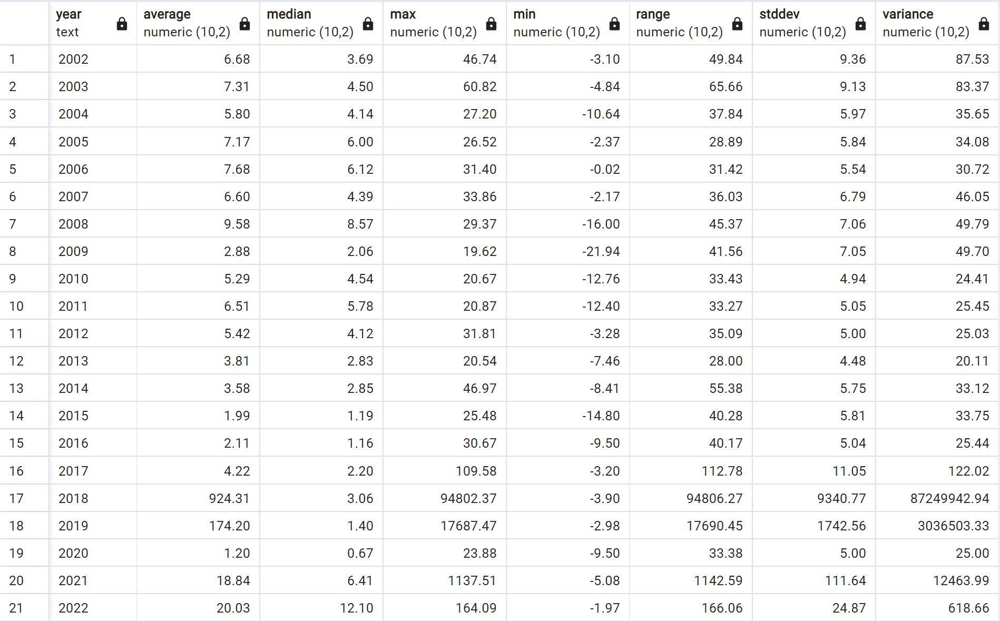 year average median max min range stddev variance
text numeric (10,2) numeric (10,2) numeric (10,2) numeric (10,2) numeric (10,2) numeric (10,2) numeric (10,2)
1 2002 6.68 3.69 46.74 -3.10 49.84 9.36 87.53
2 2003 7.31 4.50 60.82 -4.84 65.66 9.13 83.37
3 2004 5.80 4.14 27.20 -10.64 37.84 5.97 35.65
4 2005 7.17 6.00 26.52 -2.37 28.89 5.84 34.08
5 2006 7.68 6.12 31.40 -0.02 31.42 5.54 30.72
6 2007 6.60 4.39 33.86 -2.17 36.03 6.79 46.05
7 2008 9.58 8.57 29.37 -16.00 45.37 7.06 49.79
8 2009 2.88 2.06 19.62 -21.94 41.56 7.05 49.70
9 2010 5.29 4.54 20.67 -12.76 33.43 4.94 24.41
10 2011 6.51 5.78 20.87 -12.40 33.27 5.05 25.45
11 2012 5.42 4.12 31.81 -3.28 35.09 5.00 25.03
12 2013 3.81 2.83 20.54 -7.46 28.00 4.48 20.11
13 2014 3.58 2.85 46.97 -8.41 55.38 5.75 33.12
14 2015 1.99 1.19 25.48 -14.80 40.28 5.81 33.75
15 2016 2.11 1.16 30.67 -9.50 40.17 5.04 25.44
16 2017 4.22 2.20 109.58 -3.20 112.78 11.05 122.02
17 2018 924.31 3.06 94802.37 -3.90 94806.27 9340.77 87249942.94
18 2019 174.20 1.40 17687.47 -2.98 17690.45 1742.56 3036503.33
19 2020 1.20 0.67 23.88 -9.50 33.38 5.00 25.00
20 2021 18.84 6.41 1137.51 -5.08 1142.59 111.64 12463.99
21 2022 20.03 12.10 164.09 -1.97 166.06 24.87 618.66